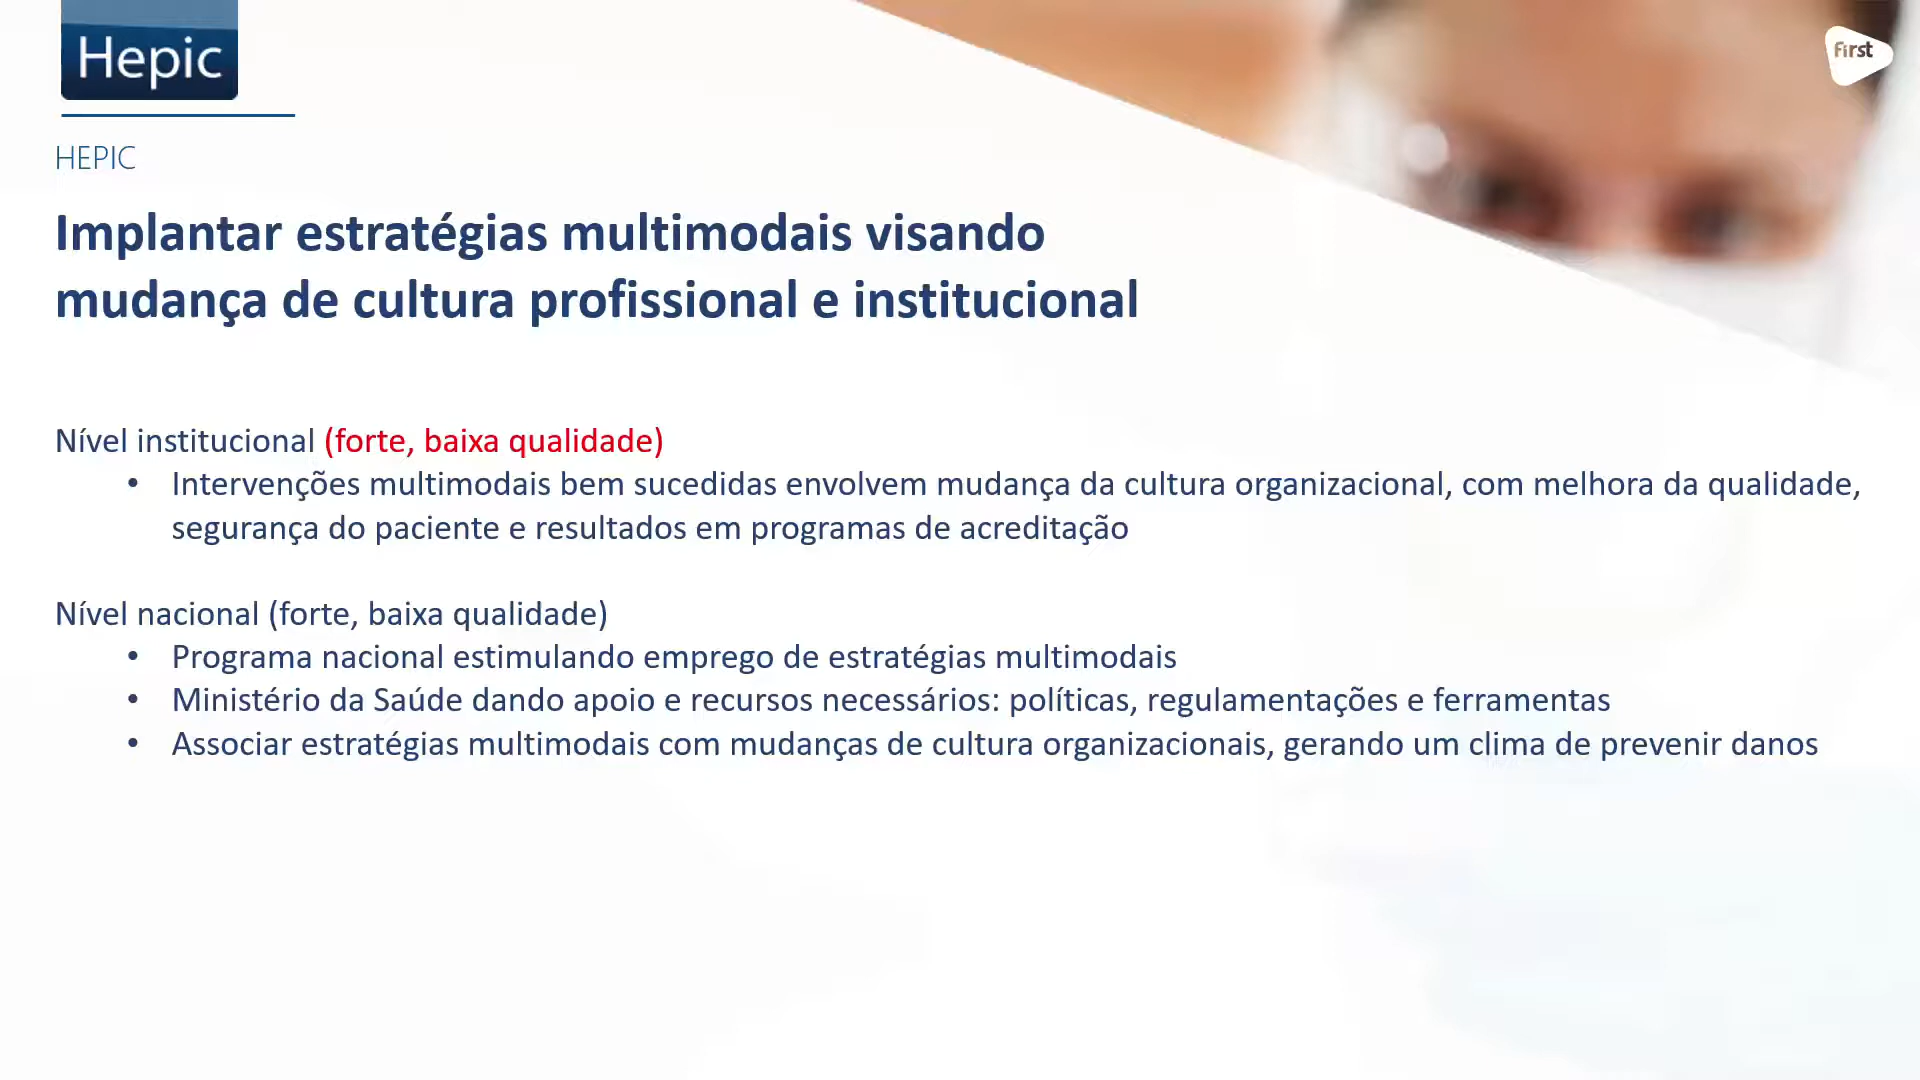 Hepic
first
HEPIC
Implantar estratégias multimodais visando
mudança de cultura profissional e institucional
Nível institucional (forte, baixa qualidade)
• Intervenções multimodais bem sucedidas envolvem mudança da cultura organizacional, com melhora da qualidade,
segurança do paciente e resultados em programas de acreditação
Nível nacional (forte, baixa qualidade)
• Programa nacional estimulando emprego de estratégias multimodais
• Ministério da Saúde dando apoio e recursos necessários: políticas, regulamentações e ferramentas
• Associar estratégias multimodais com mudanças de cultura organizacionais, gerando um clima de prevenir danos